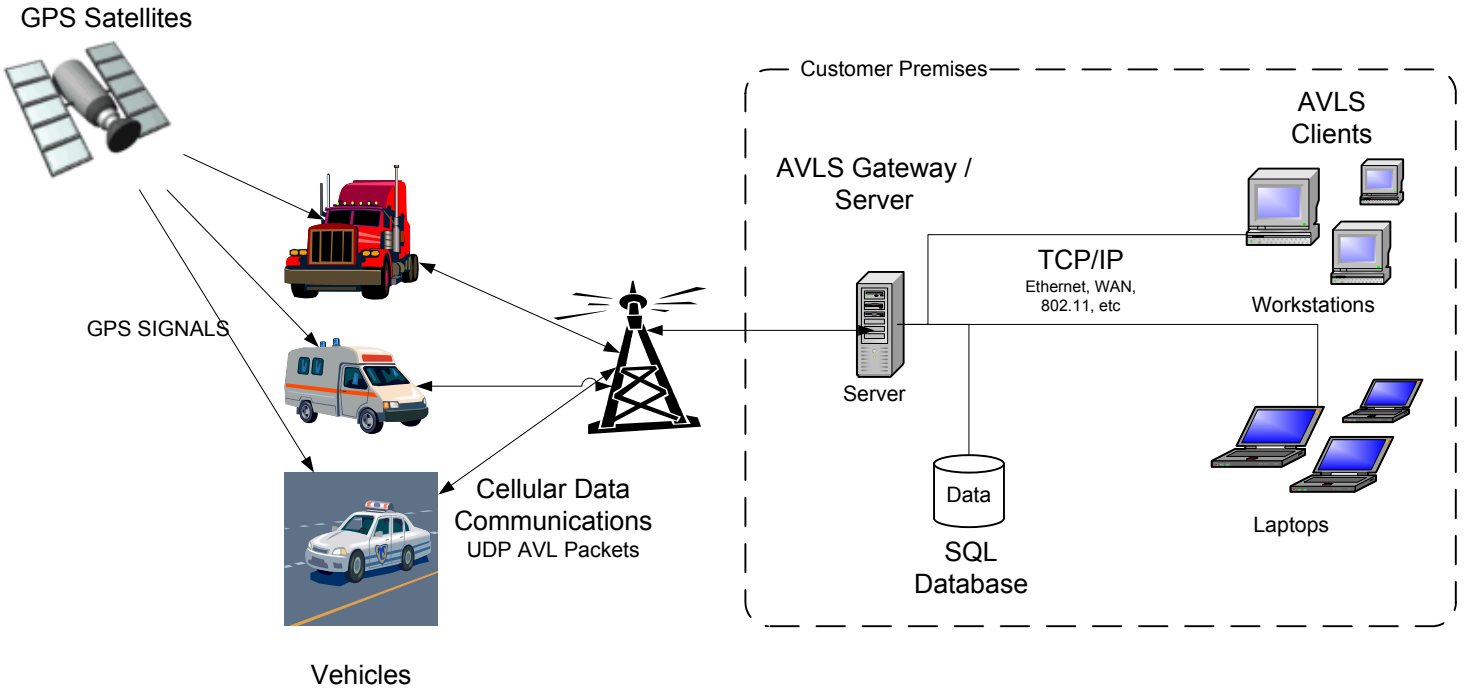 GPS Satellites
GPS SIGNALS
Vehicles
Cellular Data
Communications
UDP AVL Packets
Customer Premises
AVLS Gateway /
Server
Server
TCP/IP
Ethernet, WAN,
802.11, etc
Data
SQL
Database
AVLS
Clients
Workstations
Laptops